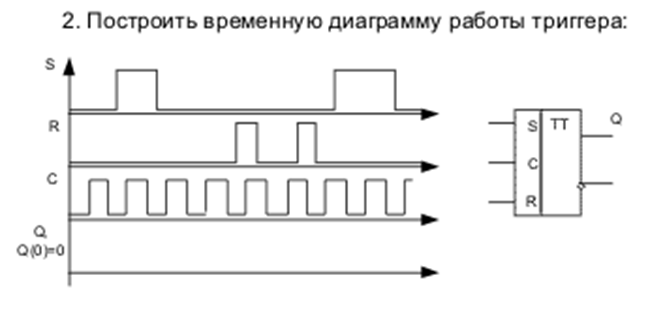 2. Построить временную диаграмму работы триггера:
S
R
C
Q
Q(0)=0
S TT Q
C
R